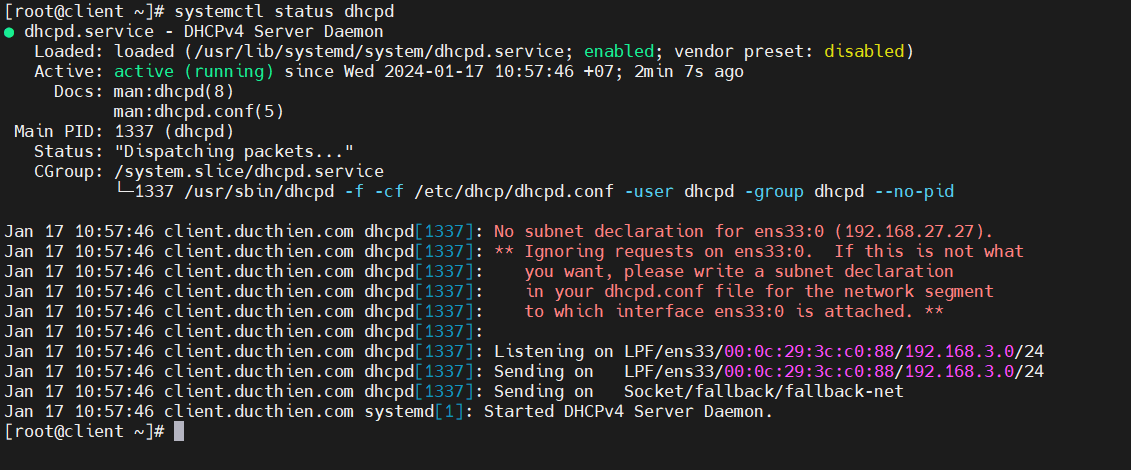 [root@client ~]# systemctl status dhcpd
● dhcpd.service - DHCPv4 Server Daemon
   Loaded: loaded (/usr/lib/systemd/system/dhcpd.service; enabled; vendor preset: disabled)
   Active: active (running) since Wed 2024-01-17 10:57:46 +07; 2min 7s ago
     Docs: man:dhcpd(8)
           man:dhcpd.conf(5)
 Main PID: 1337 (dhcpd)
   Status: "Dispatching packets..."
   CGroup: /system.slice/dhcpd.service
           └─1337 /usr/sbin/dhcpd -f -cf /etc/dhcp/dhcpd.conf -user dhcpd -group dhcpd --no-pid

Jan 17 10:57:46 client.ducthien.com dhcpd[1337]: No subnet declaration for ens33:0 (192.168.27.27).
Jan 17 10:57:46 client.ducthien.com dhcpd[1337]: ** Ignoring requests on ens33:0.  If this is not what
Jan 17 10:57:46 client.ducthien.com dhcpd[1337]:    you want, please write a subnet declaration
Jan 17 10:57:46 client.ducthien.com dhcpd[1337]:    in your dhcpd.conf file for the network segment
Jan 17 10:57:46 client.ducthien.com dhcpd[1337]:    to which interface ens33:0 is attached. **
Jan 17 10:57:46 client.ducthien.com dhcpd[1337]:
Jan 17 10:57:46 client.ducthien.com dhcpd[1337]: Listening on LPF/ens33/00:0c:29:3c:c0:88/192.168.3.0/24
Jan 17 10:57:46 client.ducthien.com dhcpd[1337]: Sending on   LPF/ens33/00:0c:29:3c:c0:88/192.168.3.0/24
Jan 17 10:57:46 client.ducthien.com dhcpd[1337]: Sending on   Socket/fallback/fallback-net
Jan 17 10:57:46 client.ducthien.com systemd[1]: Started DHCPv4 Server Daemon.
[root@client ~]#